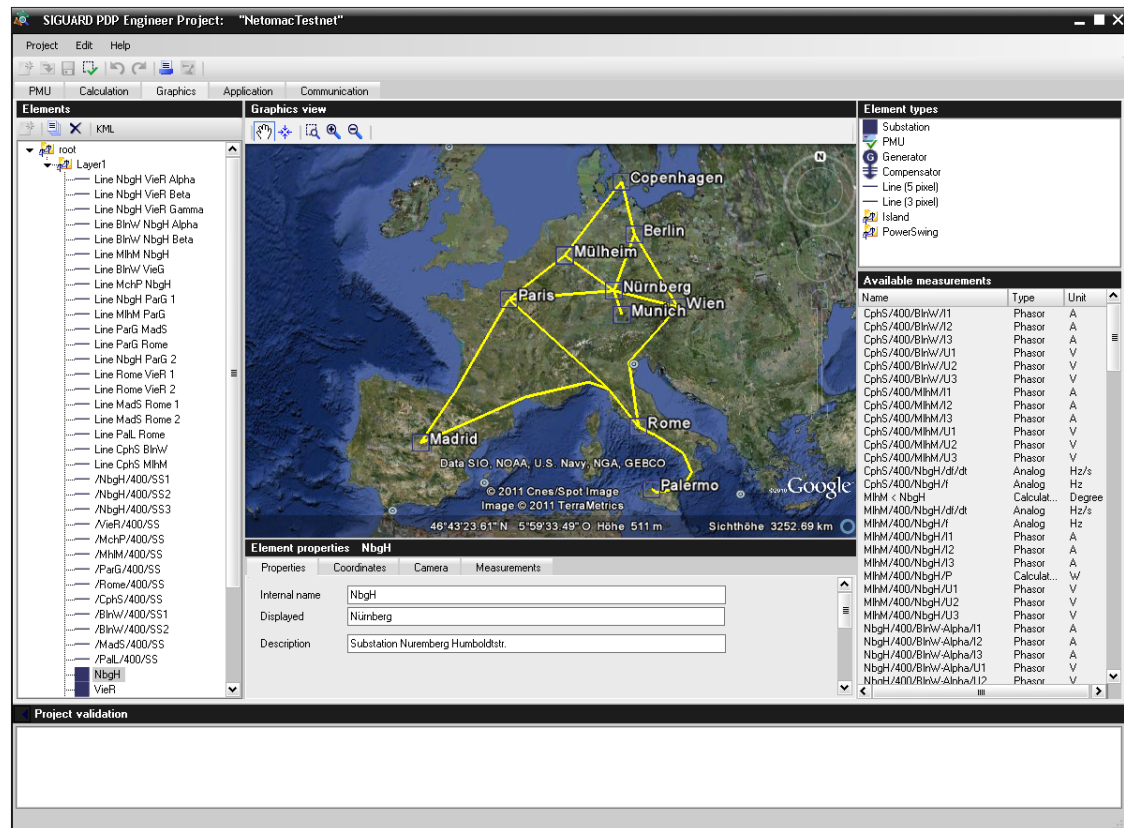 SIGUARD PDP Engineer Project: "NetomacTestnet"
Project Edit Help
PMU Calculation Graphics Application Communication
Elements
KML
root
Layer1
Line NbgH VieR Alpha
Line NbgH VieR Beta
Line NbgH VieR Gamma
Line BlnW NbgH Alpha
Line BlnW NbgH Beta
Line MlhM NbgH
Line BlnW VieG
Line MchP NbgH
Line NbgH ParG 1
Line MlhM ParG
Line ParG MadS
Line ParG Rome
Line NbgH ParG 2
Line Rome VieR 1
Line Rome VieR 2
Line MadS Rome 1
Line MadS Rome 2
Line PalL Rome
Line CphS BlnW
Line CphS MlhM
/NbgH/400/SS1
/NbgH/400/SS2
/NbgH/400/SS3
/VieR/400/SS
/MchP/400/SS
/MhlM/400/SS
/ParG/400/SS
/Rome/400/SS
/CphS/400/SS
/BlnW/400/SS1
/BlnW/400/SS2
/MadS/400/SS
/PalL/400/SS
NbgH
VieR
Graphics view
N
Copenhagen
Berlin
Mülheim
Nürnberg
Paris
Munich
Wien
Rome
Madrid
Palermo
Data SIO, NOAA, U.S. Navy, NGA, GEBCO
© 2011 Cnes/Spot Image
Image © 2011 TerraMetrics
©2010 Google
46°43'23.61" N 5°59'33.49" O Höhe 511 m Sichthöhe 3252.69 km
Element properties NbgH
Properties Coordinates Camera Measurements
Internal name NbgH
Displayed Nürnberg
Description Substation Nuremberg Humboldtstr.
Element types
Substation
PMU
G Generator
Compensator
Line (5 pixel)
Line (3 pixel)
Island
PowerSwing
Available measurements
Name Type Unit
CphS/400/BlnW/I1 Phasor A
CphS/400/BlnW/I2 Phasor A
CphS/400/BlnW/I3 Phasor A
CphS/400/BlnW/U1 Phasor V
CphS/400/BlnW/U2 Phasor V
CphS/400/BlnW/U3 Phasor V
CphS/400/MlhM/I1 Phasor A
CphS/400/MlhM/I2 Phasor A
CphS/400/MlhM/I3 Phasor A
CphS/400/MlhM/U1 Phasor V
CphS/400/MlhM/U2 Phasor V
CphS/400/MlhM/U3 Phasor V
CphS/400/NbgH/df/dt Analog Hz/s
CphS/400/NbgH/f Analog Hz
MlhM < NbgH Calculat... Degree
MlhM/400/NbgH/df/dt Analog Hz/s
MlhM/400/NbgH/f Analog Hz
MlhM/400/NbgH/I1 Phasor A
MlhM/400/NbgH/I2 Phasor A
MlhM/400/NbgH/I3 Phasor A
MlhM/400/NbgH/P Calculat... W
MlhM/400/NbgH/U1 Phasor V
MlhM/400/NbgH/U2 Phasor V
MlhM/400/NbgH/U3 Phasor V
NbgH/400/BlnW-Alpha/I1 Phasor A
NbgH/400/BlnW-Alpha/I2 Phasor A
NbgH/400/BlnW-Alpha/I3 Phasor A
NbgH/400/BlnW-Alpha/U1 Phasor V
NbgH/400/BlnW-Alpha/U2 Phasor V
Project validation